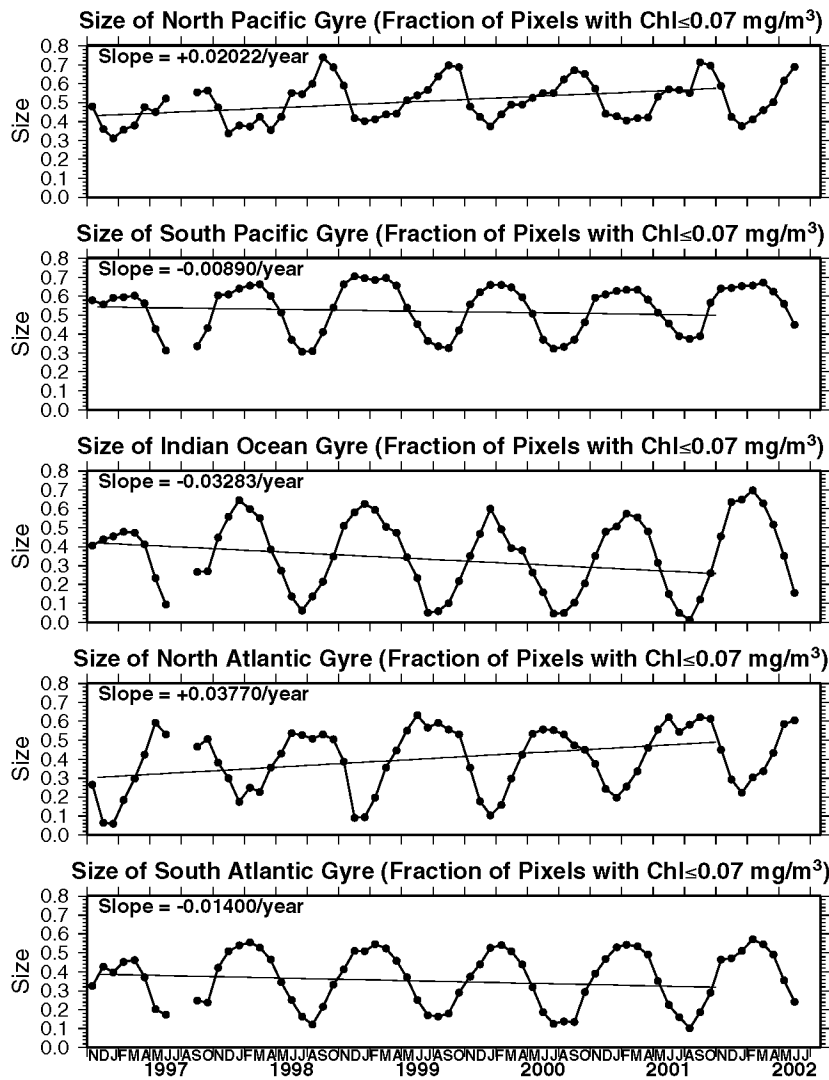 Size of North Pacific Gyre (Fraction of Pixels with Chl≤0.07 mg/m³)
Slope = +0.02022/year
0.8
0.7
0.6
0.5
0.4
0.3
0.2
0.1
0.0
Size
Size of South Pacific Gyre (Fraction of Pixels with Chl≤0.07 mg/m³)
Slope = -0.00890/year
0.8
0.7
0.6
0.5
0.4
0.3
0.2
0.1
0.0
Size
Size of Indian Ocean Gyre (Fraction of Pixels with Chl≤0.07 mg/m³)
Slope = -0.03283/year
0.8
0.7
0.6
0.5
0.4
0.3
0.2
0.1
0.0
Size
Size of North Atlantic Gyre (Fraction of Pixels with Chl≤0.07 mg/m³)
Slope = +0.03770/year
0.8
0.7
0.6
0.5
0.4
0.3
0.2
0.1
0.0
Size
Size of South Atlantic Gyre (Fraction of Pixels with Chl≤0.07 mg/m³)
Slope = -0.01400/year
0.8
0.7
0.6
0.5
0.4
0.3
0.2
0.1
0.0
Size
NDJFMAMJJASONDJFMAMJJASONDJFMAMJJASONDJFMAMJJASONDJFMAMJJASONDJFMAMJJ
1997 1998 1999 2000 2001 2002